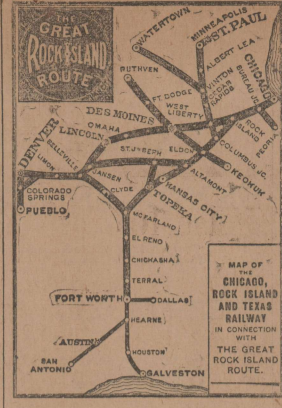 THE
GREAT
ROCK ISLAND
ROUTE
WATERTOWN
MINNEAPOLIS
ST. PAUL
ALBERT LEA
RUTHVEN
VINTON
CEDAR
RAPIDS
BUREAU JC
CHICAGO
FT. DODGE
WEST
LIBERTY
DES MOINES
ROCK
ISLAND
PEORIA
OMAHA
LINCOLN
COLUMBUS JC.
DENVER
BELLEVILLE
ST. JOSEPH
ELDON
KEOKUK
LIMON
JANSEN
ALTAMONT
COLORADO
SPRINGS
CLYDE
KANSAS CITY
TOPEKA
PUEBLO
MCFARLAND
EL RENO
CHICKASHA
TERRAL
FORT WORTH
DALLAS
HEARNE
AUSTIN
HOUSTON
SAN
ANTONIO
GALVESTON
MAP OF
THE
CHICAGO,
ROCK ISLAND
AND TEXAS
RAILWAY
IN CONNECTION
WITH
THE GREAT
ROCK ISLAND
ROUTE.